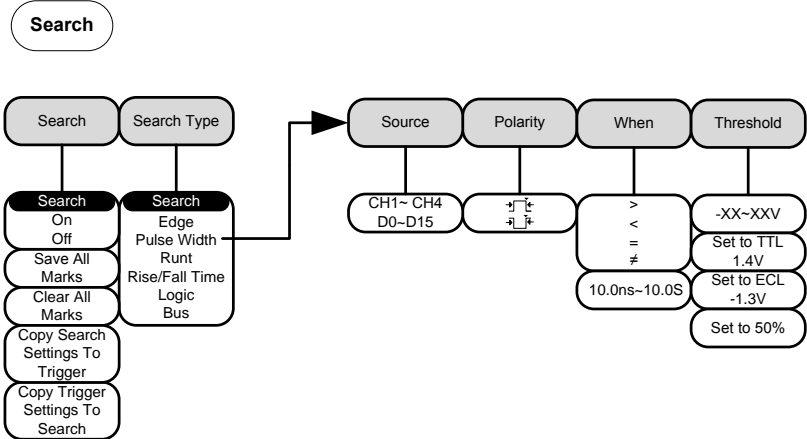 Search
Search
Search Type
Source
Polarity
When
Threshold
Search
On
Off
Save All
Marks
Clear All
Marks
Copy Search
Settings To
Trigger
Copy Trigger
Settings To
Search
Search
Edge
Pulse Width
Runt
Rise/Fall Time
Logic
Bus
CH1~ CH4
D0~D15
>
<
=
≠
10.0ns~10.0S
-XX~XXV
Set to TTL
1.4V
Set to ECL
-1.3V
Set to 50%